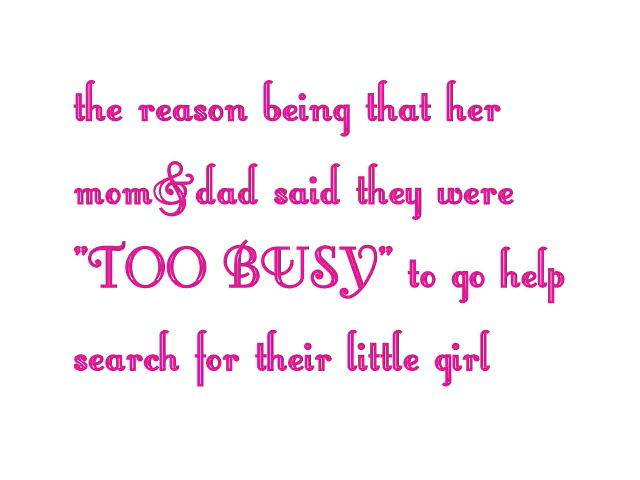 the reason being that her
mom&dad said they were
"TOO BUSY" to go help
search for their little girl